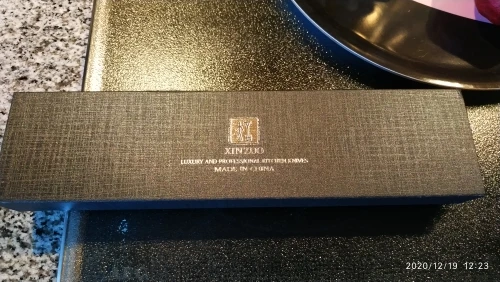 XINZUO
LUXURY AND PROFESSIONAL KITCHEN KNIVES
MADE IN CHINA
2020/12/19 12:23